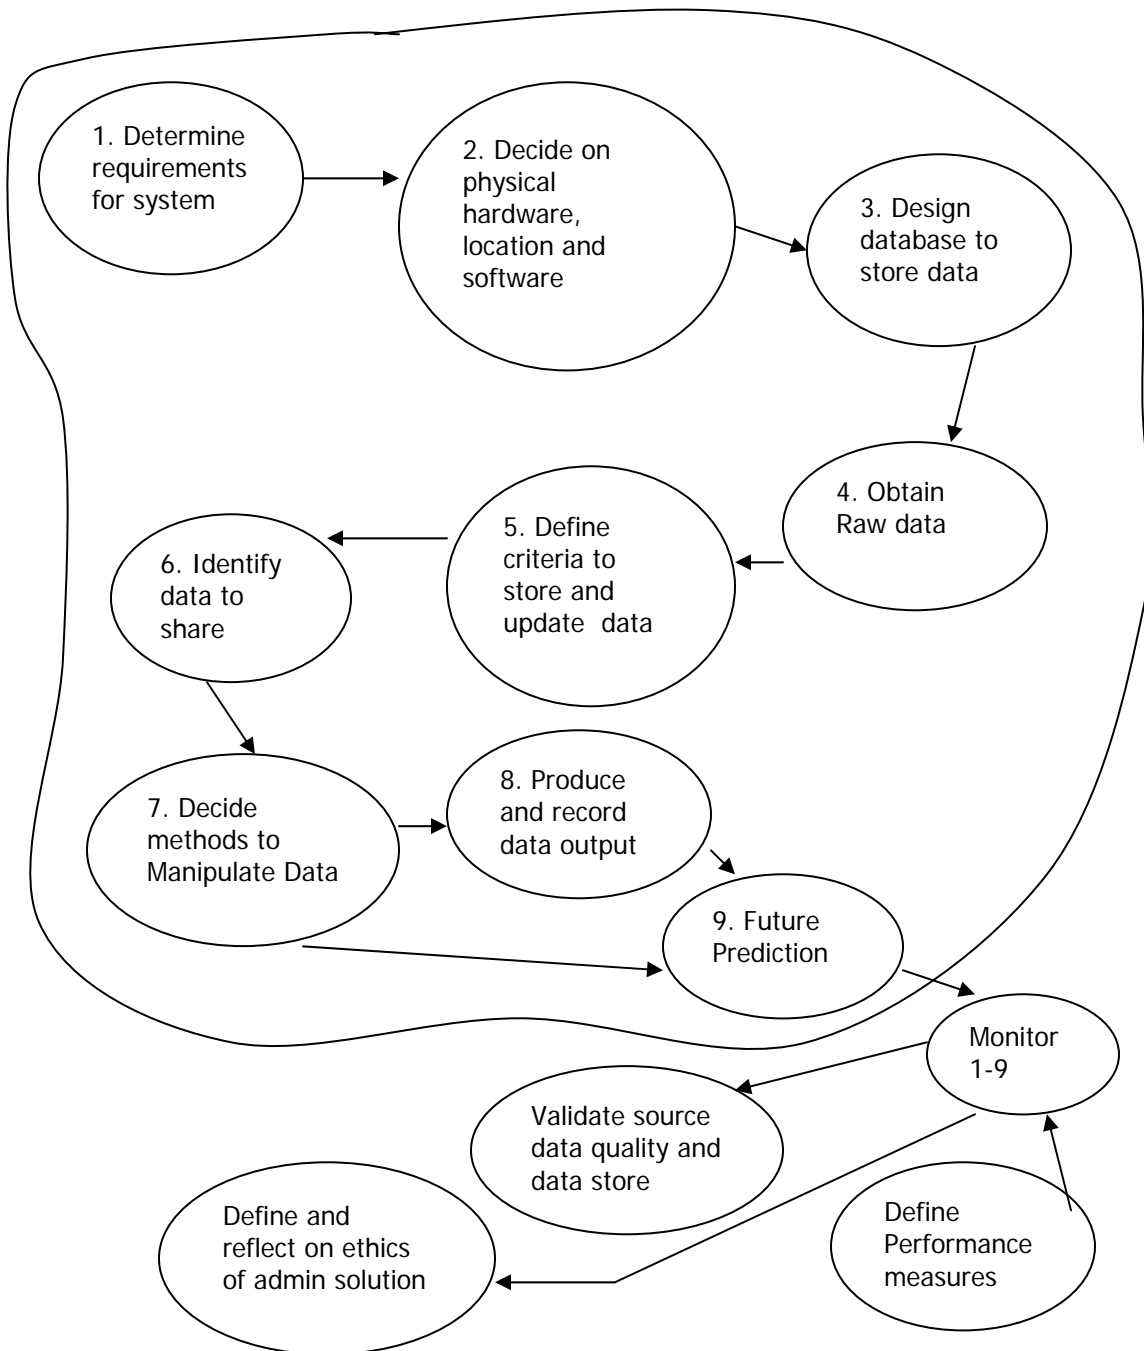 1. Determine
requirements
for system
2. Decide on
physical
hardware,
location and
software
3. Design
database to
store data
4. Obtain
Raw data
5. Define
criteria to
store and
update  data
6. Identify
data to
share
7. Decide
methods to
Manipulate Data
8. Produce
and record
data output
9. Future
Prediction
Monitor
1-9
Validate source
data quality and
data store
Define and
reflect on ethics
of admin solution
Define
Performance
measures